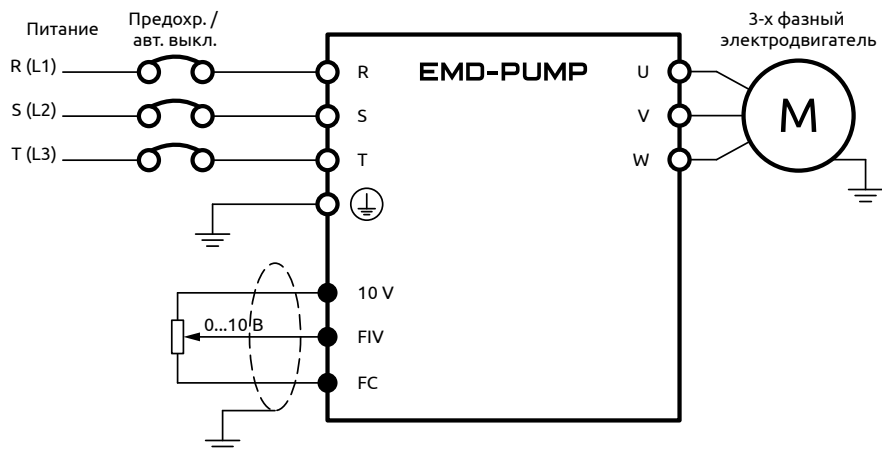 Питание
Предохр. /
авт. выкл.
3-х фазный
электродвигатель
R (L1)
R
EMD-PUMP
U
S (L2)
S
V
M
T (L3)
T
W
10 V
0...10 В
FIV
FC